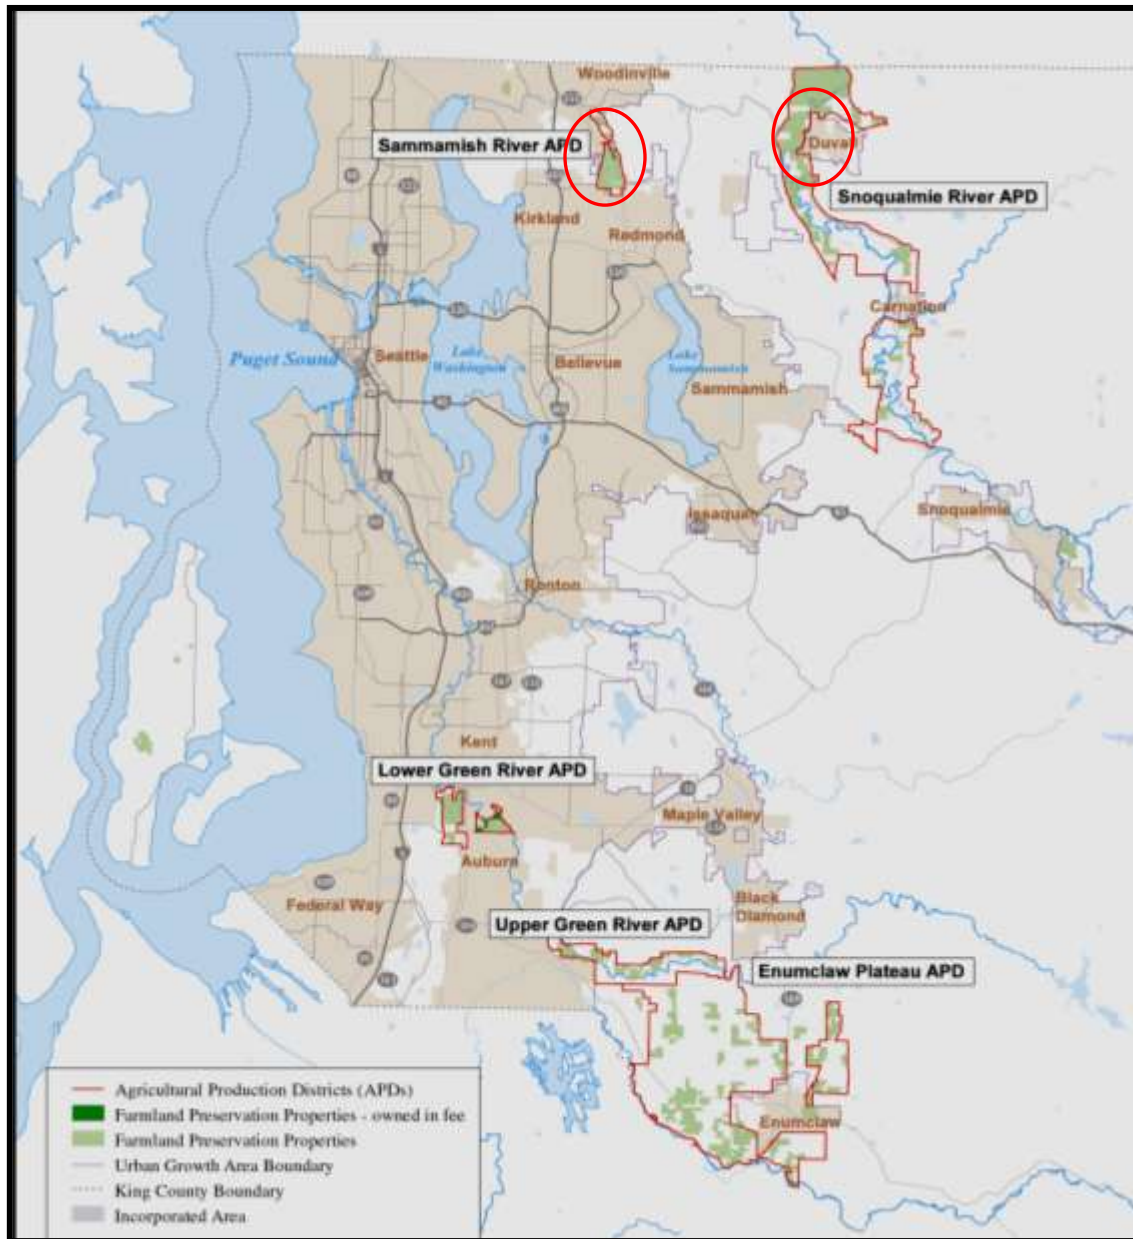 Woodinville
Sammamish River APD
Duvall
Snoqualmie River APD
Kirkland
Redmond
Carnation
Puget Sound
Seattle
Lake
Washington
Bellevue
Lake
Sammamish
Sammamish
Issaquah
Snoqualmie
Renton
Kent
Lower Green River APD
Maple Valley
Auburn
Federal Way
Black
Diamond
Upper Green River APD
Enumclaw Plateau APD
Enumclaw
Agricultural Production Districts (APDs)
Farmland Preservation Properties - owned in fee
Farmland Preservation Properties
Urban Growth Area Boundary
King County Boundary
Incorporated Area